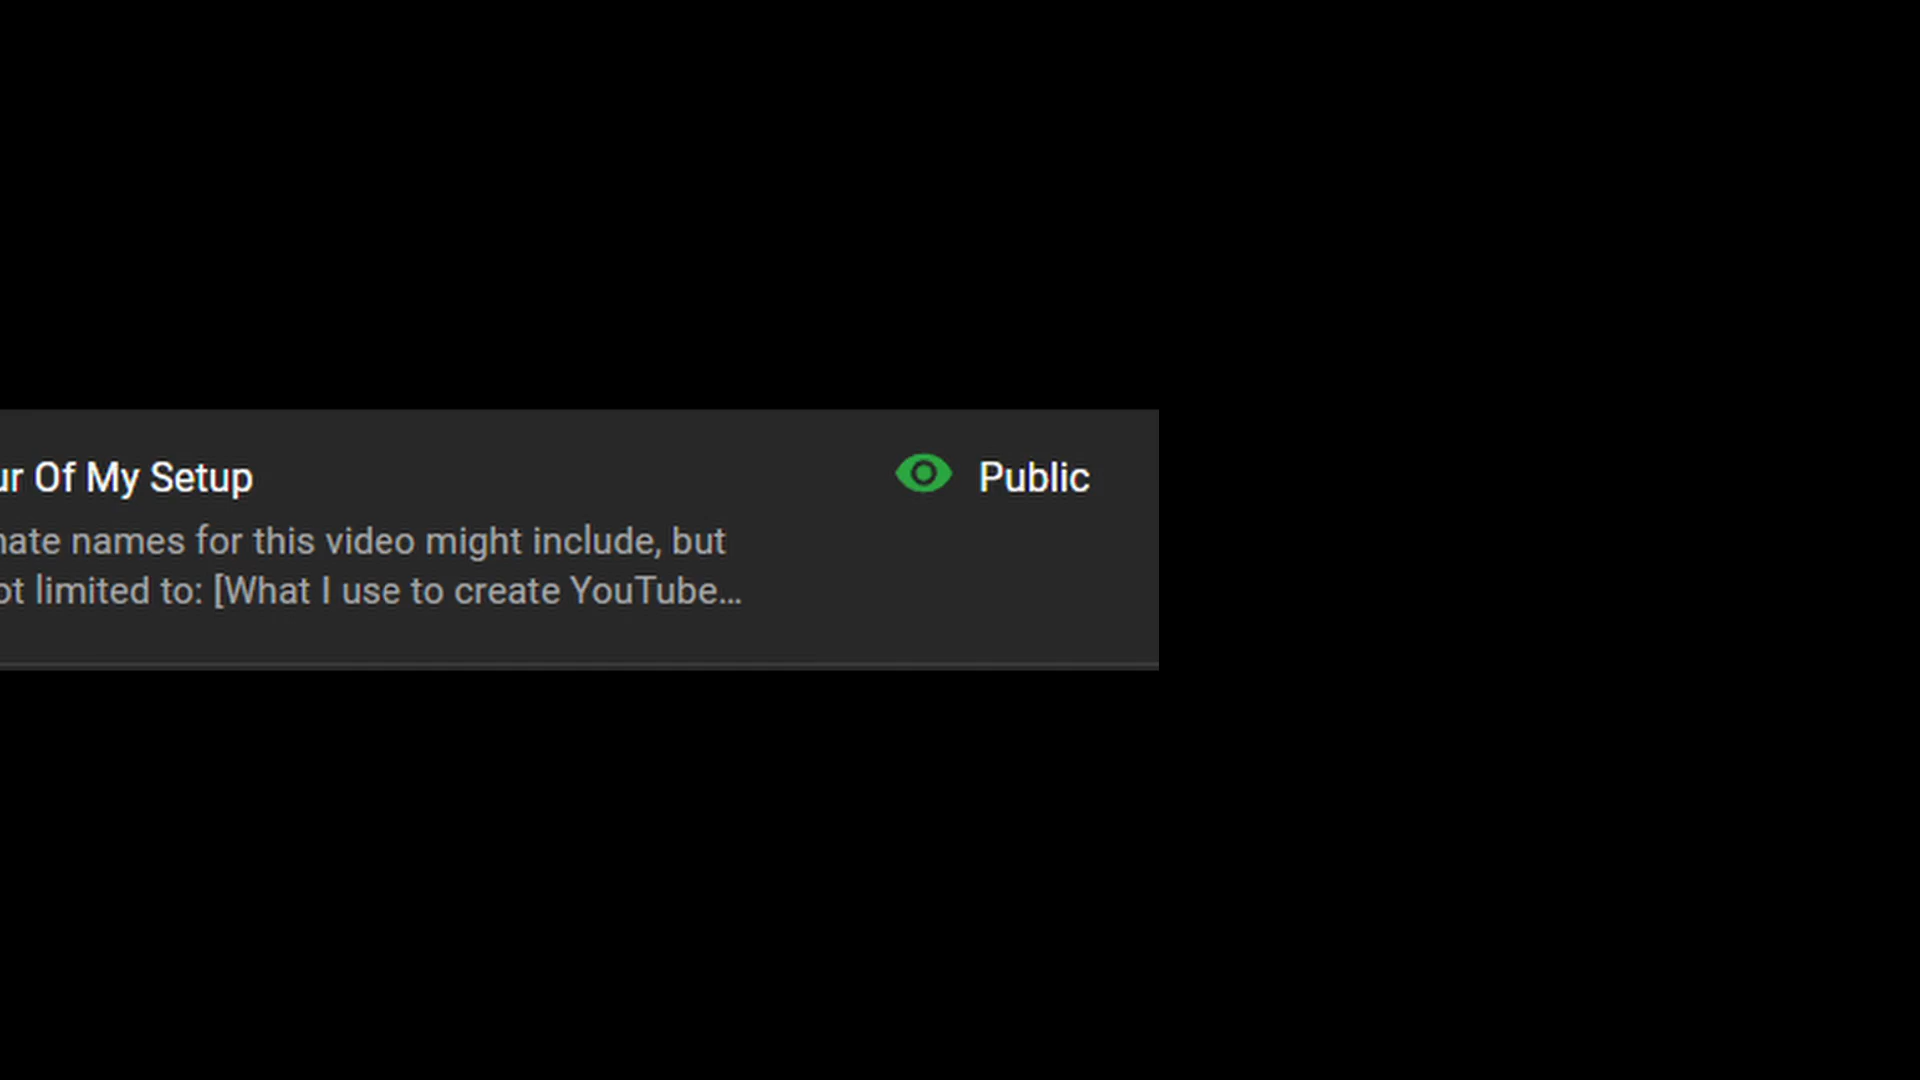 ur Of My Setup
Public
nate names for this video might include, but
ot limited to: [What I use to create YouTube...